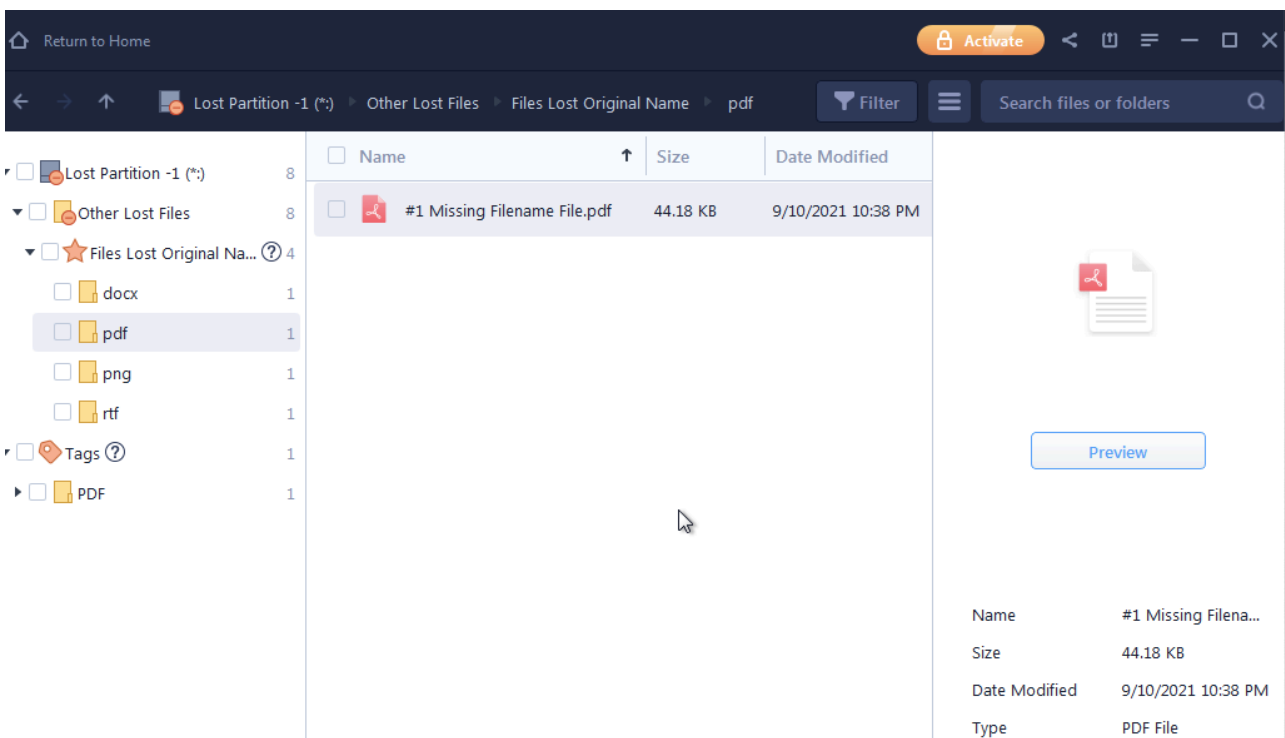 Return to Home
Activate
Lost Partition -1 (*:) Other Lost Files Files Lost Original Name pdf
Filter
Search files or folders
Lost Partition -1 (*:) 8
Other Lost Files 8
Files Lost Original Na... ? 4
docx 1
pdf 1
png 1
rtf 1
Tags ? 1
PDF 1
Name Size Date Modified
#1 Missing Filename File.pdf 44.18 KB 9/10/2021 10:38 PM
Preview
Name #1 Missing Filena...
Size 44.18 KB
Date Modified 9/10/2021 10:38 PM
Type PDF File